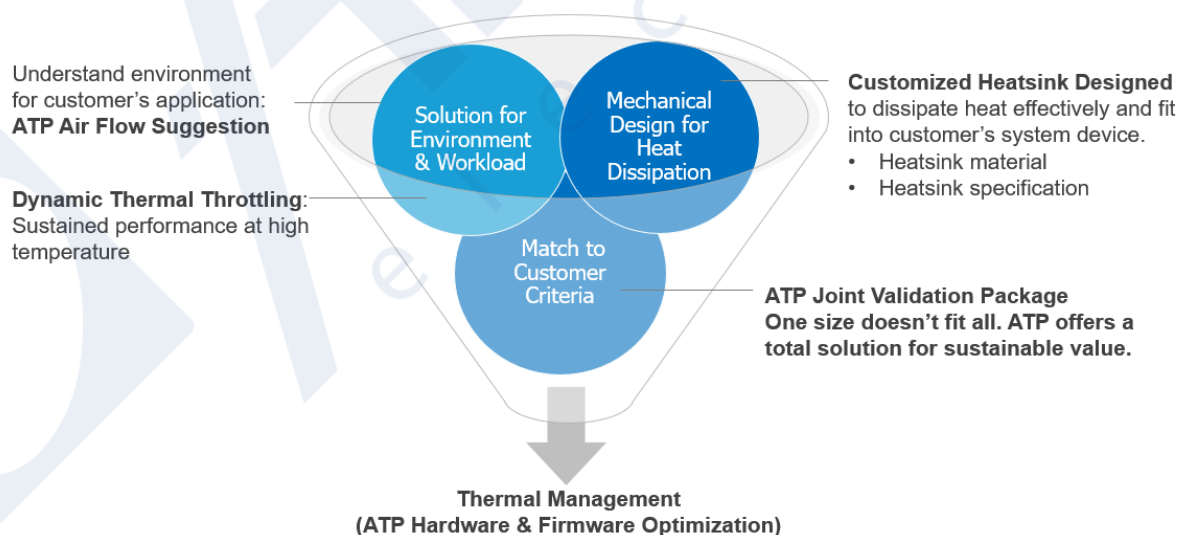 Understand environment
for customer’s application:
ATP Air Flow Suggestion
Dynamic Thermal Throttling:
Sustained performance at high
temperature
Solution for
Environment
& Workload
Mechanical
Design for
Heat
Dissipation
Match to
Customer
Criteria
Customized Heatsink Designed
to dissipate heat effectively and fit
into customer’s system device.
• Heatsink material
• Heatsink specification
ATP Joint Validation Package
One size doesn’t fit all. ATP offers a
total solution for sustainable value.
Thermal Management
(ATP Hardware & Firmware Optimization)